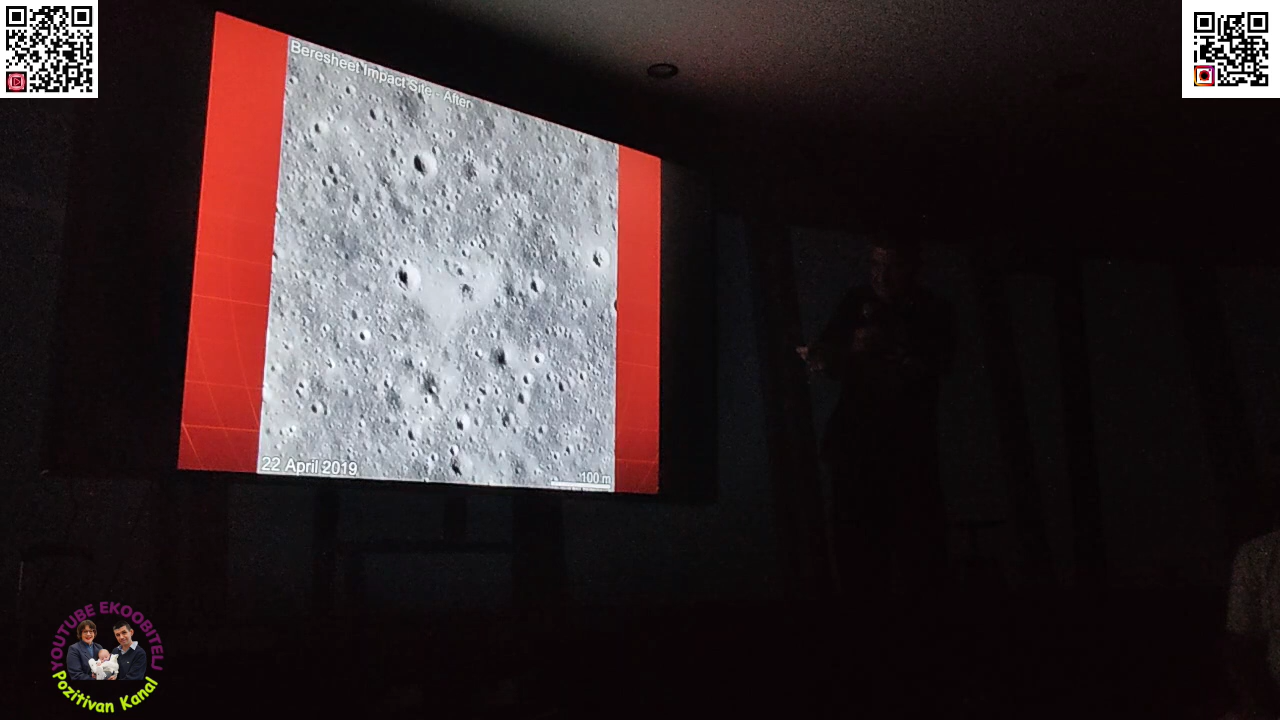 Beresheet Impact Site - After
22 April 2019
100 m
YOUTUBE EKOOBITELJ
Pozitivan Kanal